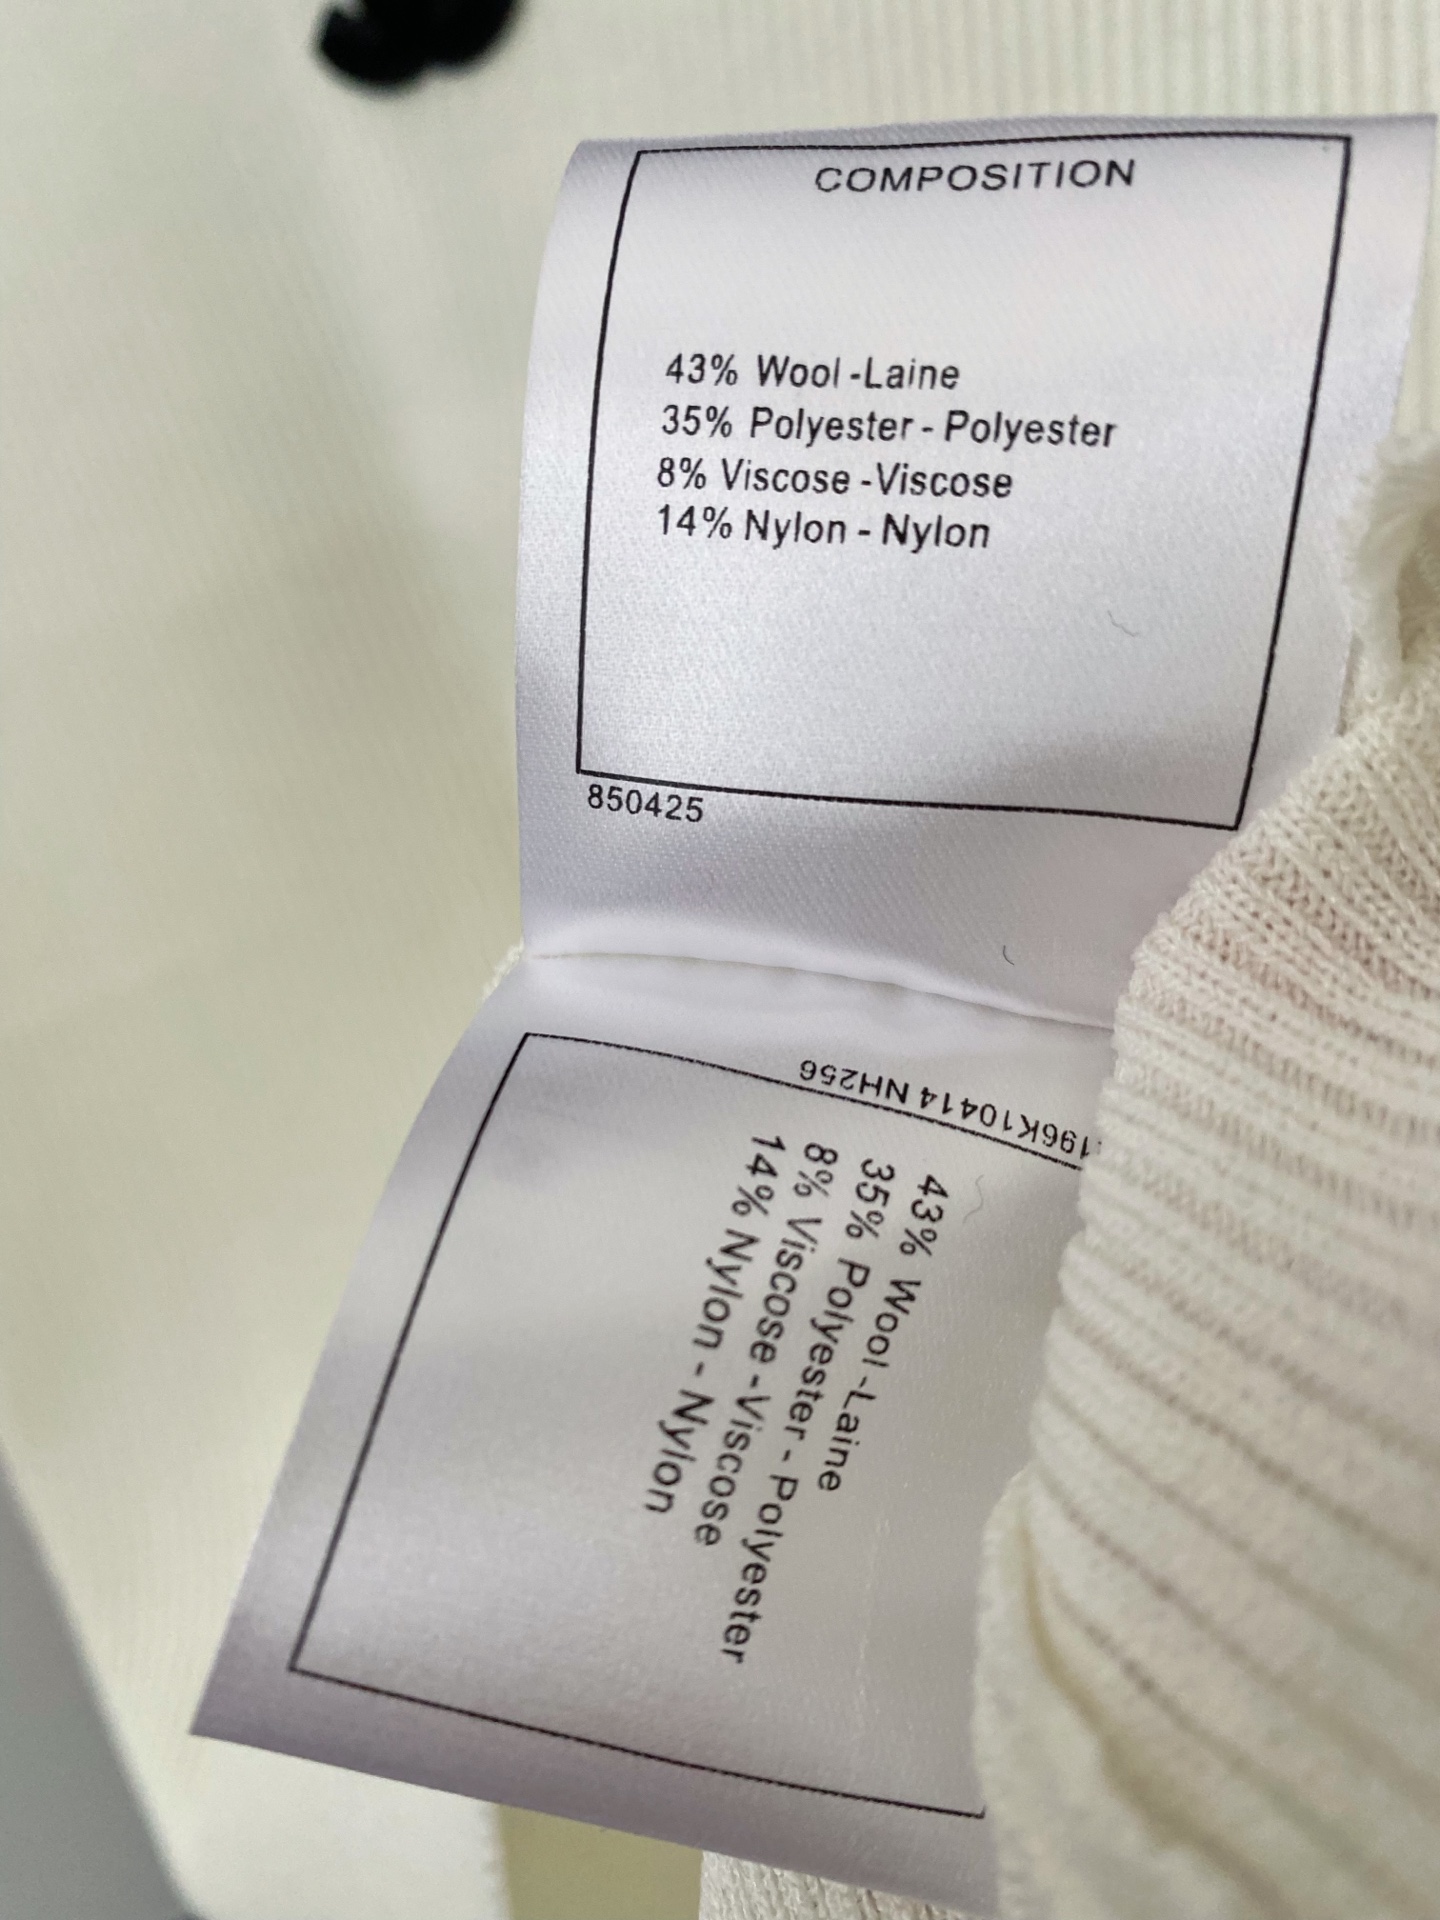 COMPOSITION
43% Wool -Laine
35% Polyester - Polyester
8% Viscose -Viscose
14% Nylon - Nylon
850425
196K10414 NH256
43% Wool -Laine
35% Polyester - Polyester
8% Viscose -Viscose
14% Nylon - Nylon